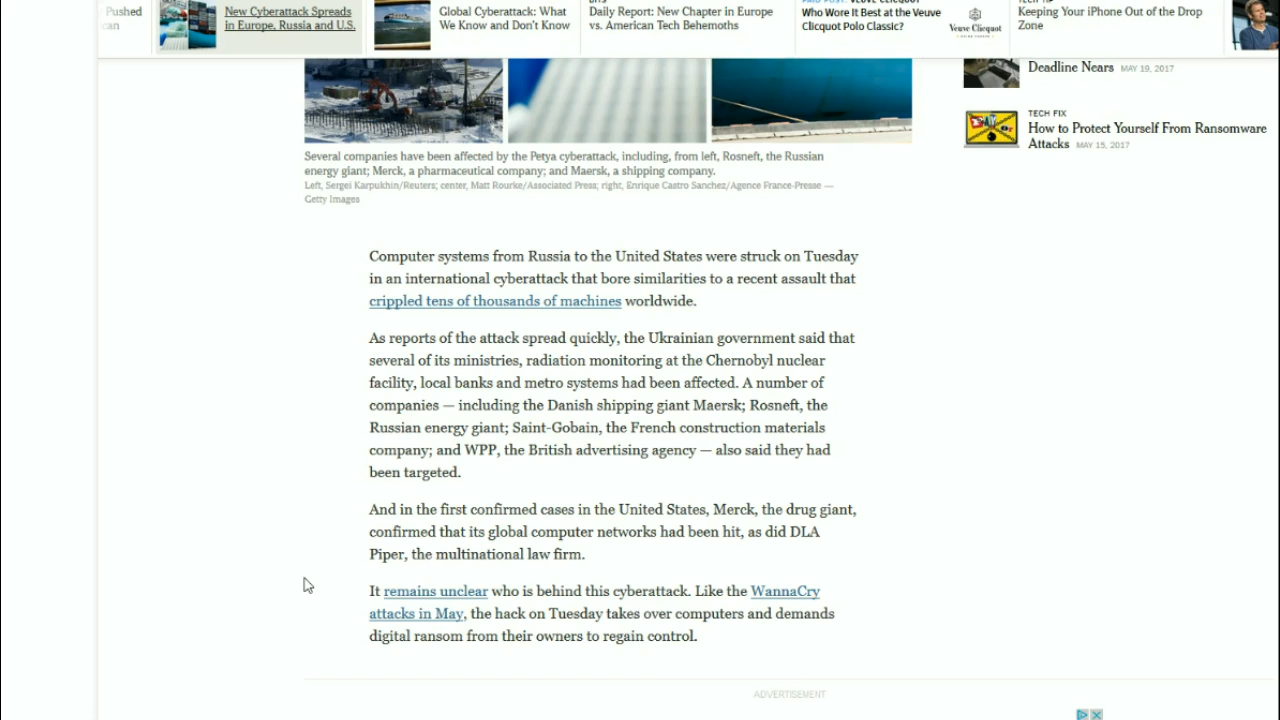 Pushed
can
New Cyberattack Spreads
in Europe, Russia and U.S.
Global Cyberattack: What
We Know and Don't Know
BITS
Daily Report: New Chapter in Europe
vs. American Tech Behemoths
PAID POST: VEUVE CLICQUOT
Who Wore It Best at the Veuve
Clicquot Polo Classic?
Veuve Clicquot
TECH TIP
Keeping Your iPhone Out of the Drop
Zone
Deadline Nears MAY 19, 2017
TECH FIX
How to Protect Yourself From Ransomware
Attacks MAY 15, 2017
Several companies have been affected by the Petya cyberattack, including, from left, Rosneft, the Russian
energy giant; Merck, a pharmaceutical company; and Maersk, a shipping company.
Left, Sergei Karpukhin/Reuters; center, Matt Rourke/Associated Press; right, Enrique Castro Sanchez/Agence France-Presse —
Getty Images
Computer systems from Russia to the United States were struck on Tuesday
in an international cyberattack that bore similarities to a recent assault that
crippled tens of thousands of machines worldwide.
As reports of the attack spread quickly, the Ukrainian government said that
several of its ministries, radiation monitoring at the Chernobyl nuclear
facility, local banks and metro systems had been affected. A number of
companies — including the Danish shipping giant Maersk; Rosneft, the
Russian energy giant; Saint-Gobain, the French construction materials
company; and WPP, the British advertising agency — also said they had
been targeted.
And in the first confirmed cases in the United States, Merck, the drug giant,
confirmed that its global computer networks had been hit, as did DLA
Piper, the multinational law firm.
It remains unclear who is behind this cyberattack. Like the WannaCry
attacks in May, the hack on Tuesday takes over computers and demands
digital ransom from their owners to regain control.
ADVERTISEMENT